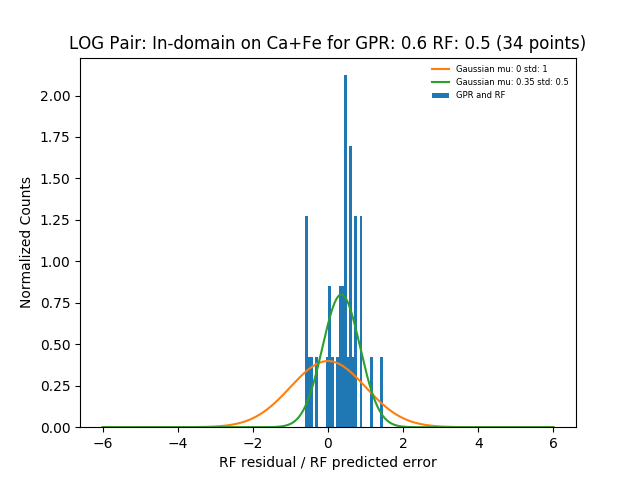 LOG Pair: In-domain on Ca+Fe for GPR: 0.6 RF: 0.5 (34 points)
Gaussian mu: 0 std: 1
Gaussian mu: 0.35 std: 0.5
GPR and RF
Normalized Counts
2.00
1.75
1.50
1.25
1.00
0.75
0.50
0.25
0.00
−6 −4 −2 0 2 4 6
RF residual / RF predicted error